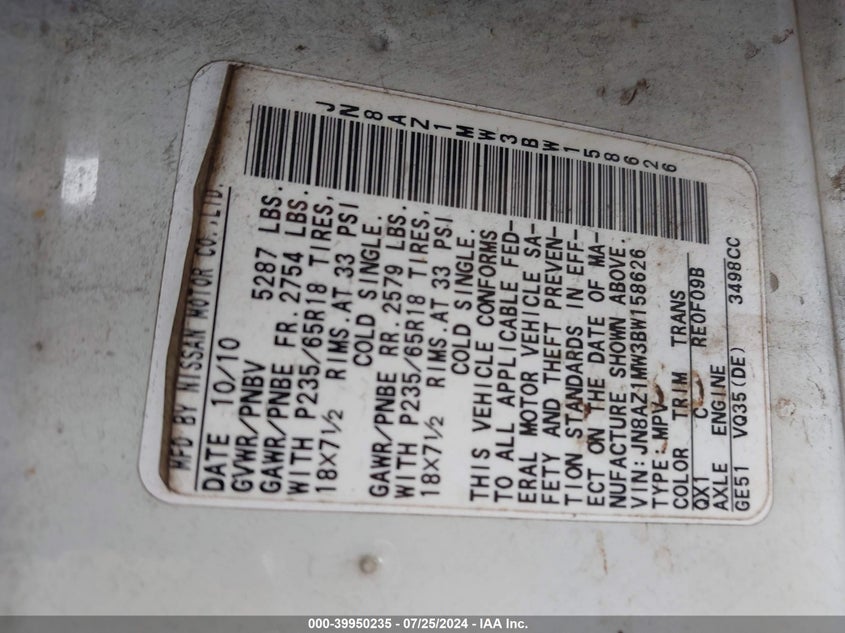 JN8AZ1MW3BW158626
MFD BY NISSAN MOTOR CO.,LTD.
DATE 10/10
GVWR/PNBV 5287 LBS.
GAWR/PNBE FR.2754 LBS.
WITH P235/65R18 TIRES,
18X7½ RIMS.AT 33 PSI
COLD SINGLE.
GAWR/PNBE RR.2579 LBS.
WITH P235/65R18 TIRES,
18X7½ RIMS.AT 33 PSI
COLD SINGLE.
THIS VEHICLE CONFORMS
TO ALL APPLICABLE FED-
ERAL MOTOR VEHICLE SA-
FETY AND THEFT PREVEN-
TION STANDARDS IN EFF-
ECT ON THE DATE OF MA-
NUFACTURE SHOWN ABOVE.
VIN:JN8AZ1MW3BW158626
TYPE:MPV
COLOR TRIM TRANS
QX1 C RE0F09B
AXLE ENGINE
GE51 VQ35(DE) 3498CC
000-39950235 - 07/25/2024 - IAA Inc.